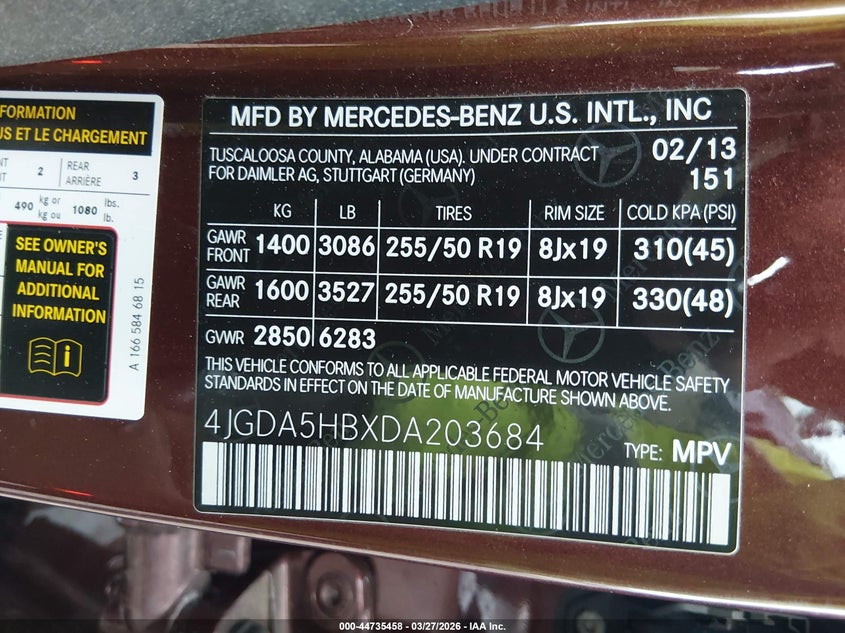 FORMATION
US ET LE CHARGEMENT
2 REAR ARRIÈRE 3
490 kg or kg ou 1080 lbs. lb.
SEE OWNER'S
MANUAL FOR
ADDITIONAL
INFORMATION
A 166 584 68 15
MFD BY MERCEDES-BENZ U.S. INTL., INC
TUSCALOOSA COUNTY, ALABAMA (USA). UNDER CONTRACT 02/13
FOR DAIMLER AG, STUTTGART (GERMANY) 151
KG LB TIRES RIM SIZE COLD KPA (PSI)
GAWR FRONT 1400 3086 255/50 R19 8Jx19 310(45)
GAWR REAR 1600 3527 255/50 R19 8Jx19 330(48)
GVWR 2850 6283
THIS VEHICLE CONFORMS TO ALL APPLICABLE FEDERAL MOTOR VEHICLE SAFETY
STANDARDS IN EFFECT ON THE DATE OF MANUFACTURE SHOWN ABOVE.
4JGDA5HBXDA203684
TYPE: MPV
000-44735458 - 03/27/2026 - IAA Inc.